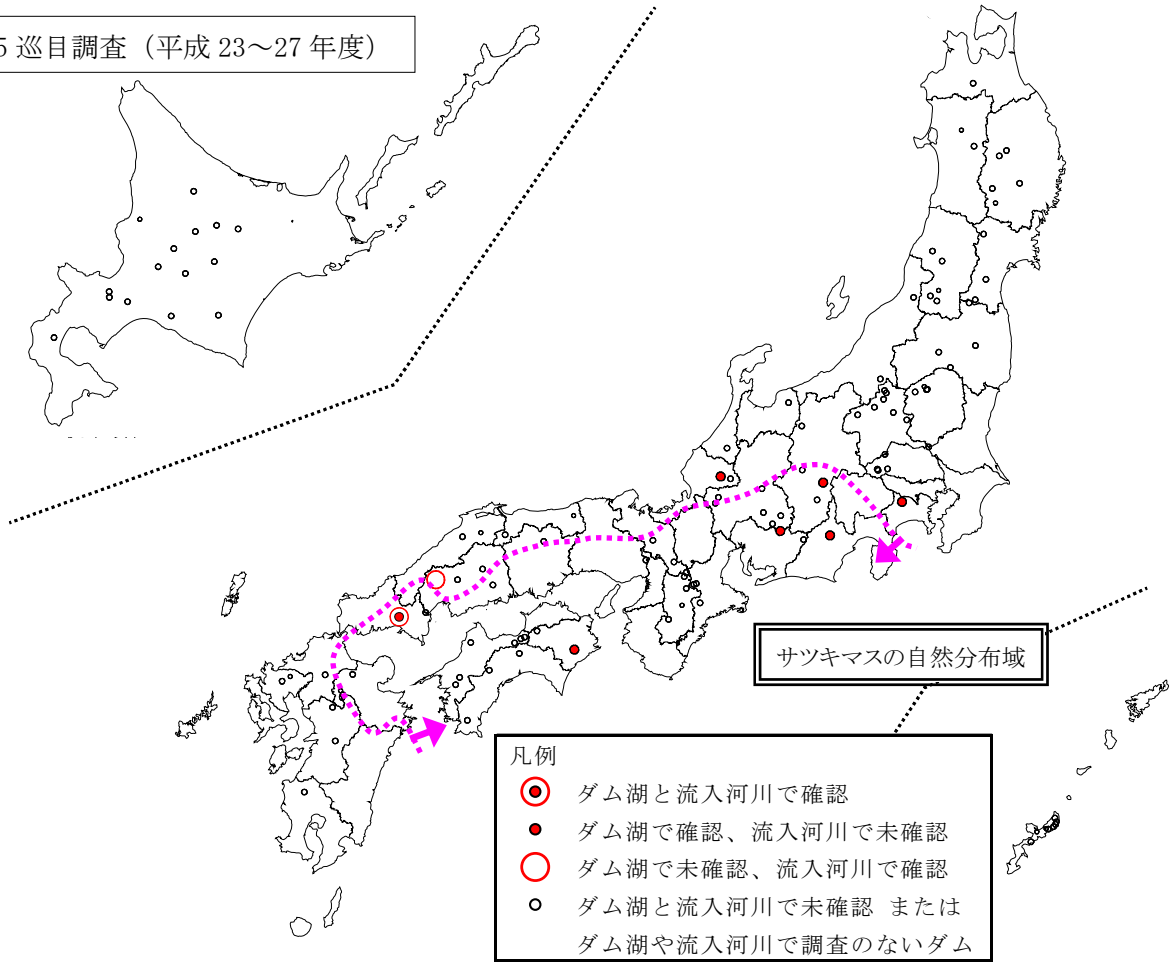 5 巡目調査（平成 23～27 年度）
サツキマスの自然分布域
凡例
ダム湖と流入河川で確認
ダム湖で確認、流入河川で未確認
ダム湖で未確認、流入河川で確認
ダム湖と流入河川で未確認 または
ダム湖や流入河川で調査のないダム